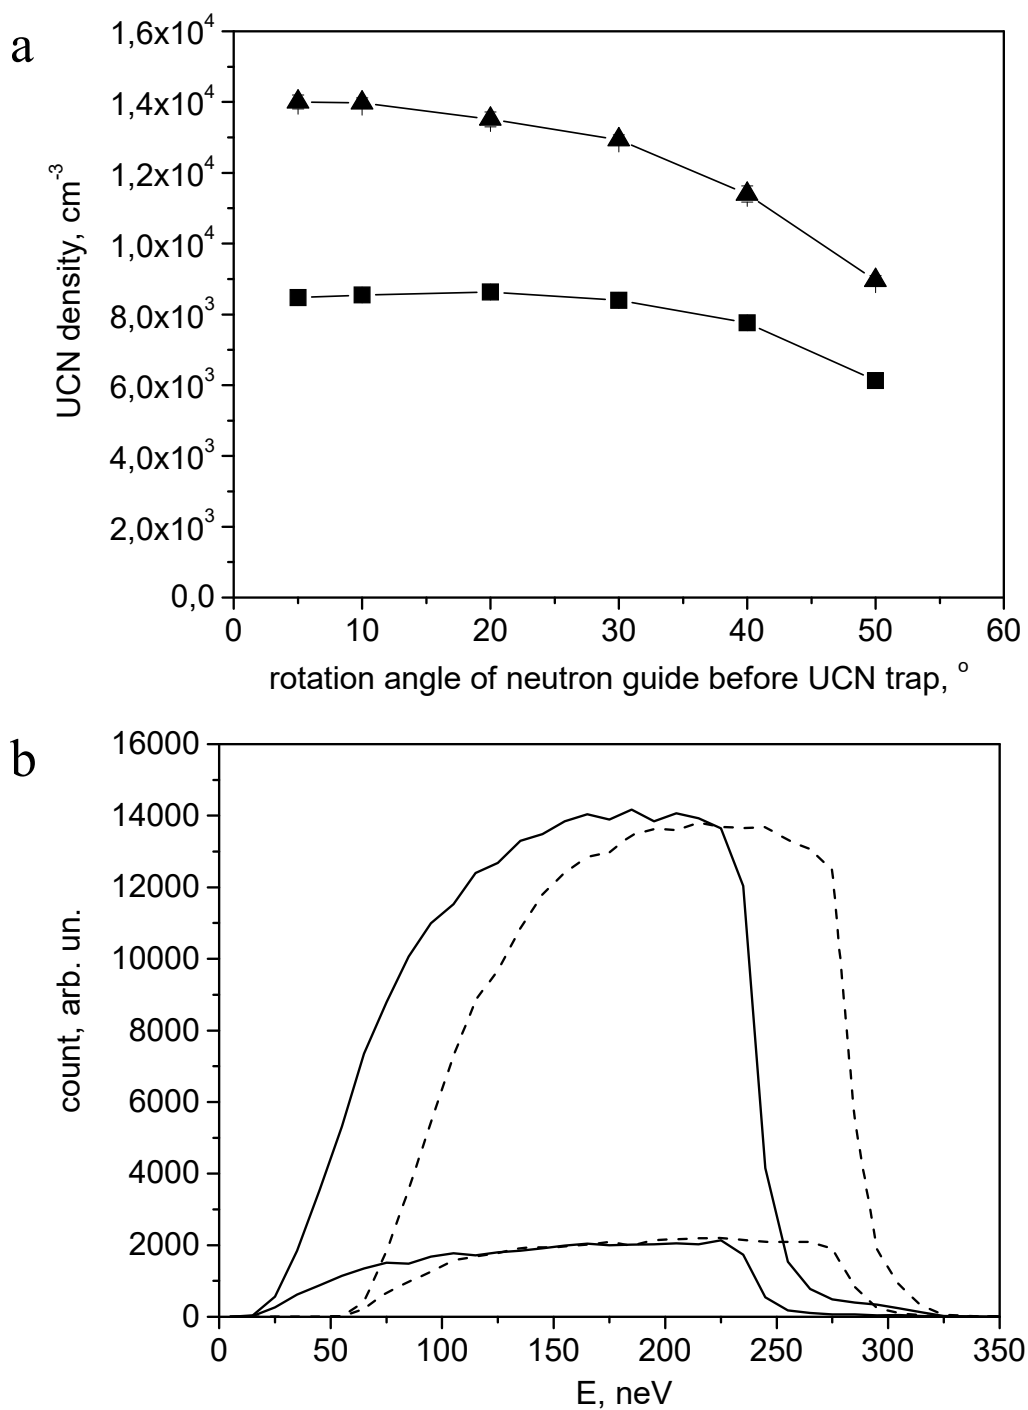 a
1,6x10⁴
1,4x10⁴
1,2x10⁴
1,0x10⁴
8,0x10³
6,0x10³
4,0x10³
2,0x10³
0,0
UCN density, cm⁻³
0 10 20 30 40 50 60
rotation angle of neutron guide before UCN trap, °
b
16000
14000
12000
10000
8000
6000
4000
2000
0
count, arb. un.
0 50 100 150 200 250 300 350
E, neV